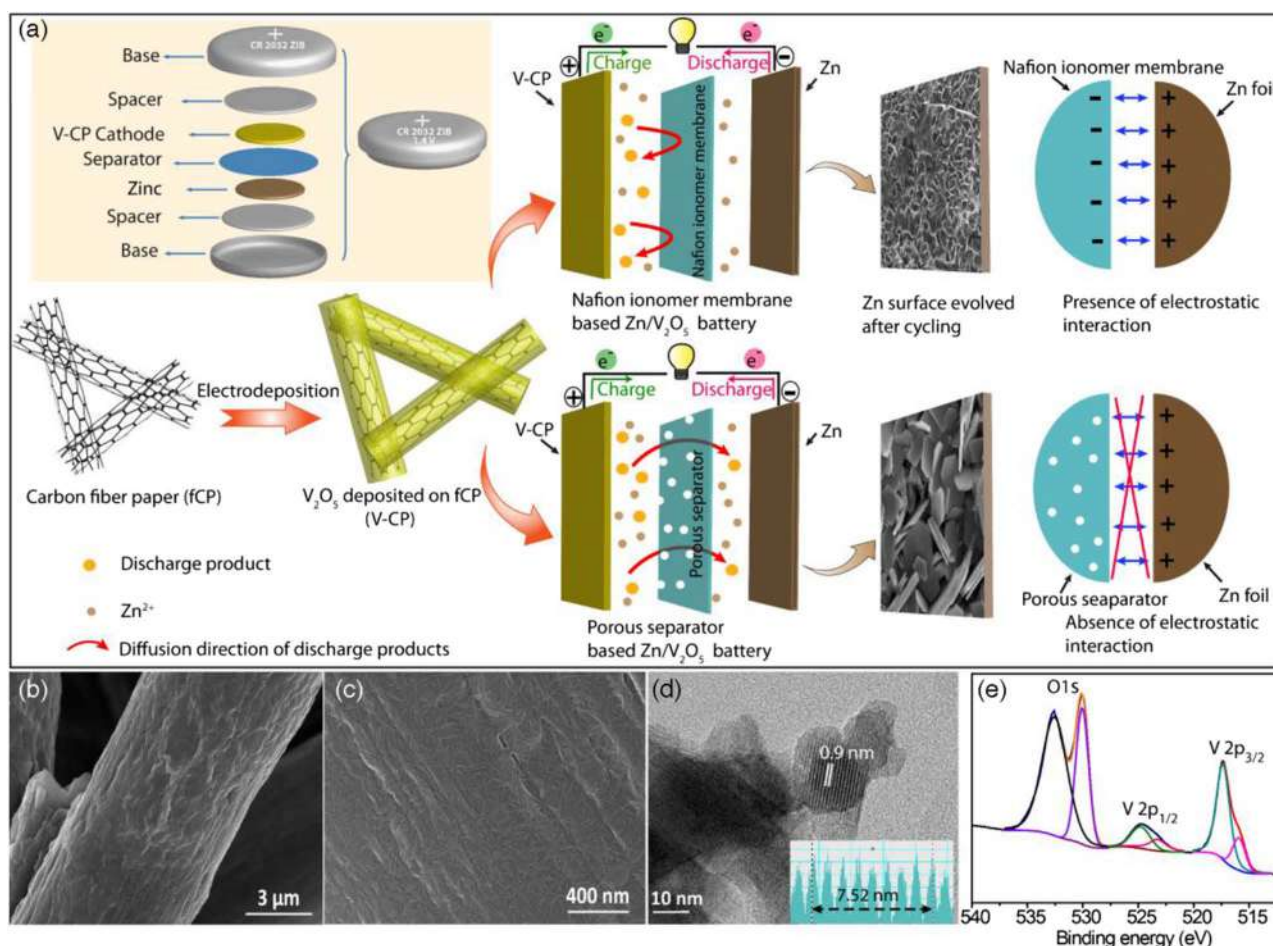 (a)
+
CR 2032 ZIB
Base
Spacer
V-CP Cathode
Separator
Zinc
Spacer
Base
+
CR 2032 ZIB
1.4 V
e⁻
e⁻
+
Charge
Discharge
-
V-CP
Zn
Nafion ionomer membrane
Nafion ionomer membrane
based Zn/V₂O₅ battery
Zn surface evolved
after cycling
Nafion ionomer membrane
Zn foil
- +
- +
- +
- +
- +
Presence of electrostatic
interaction
Carbon fiber paper (fCP)
Electrodeposition
V₂O₅ deposited on fCP
(V-CP)
Discharge product
Zn²⁺
Diffusion direction of discharge products
e⁻
e⁻
+
Charge
Discharge
-
V-CP
Zn
Porous separator
Porous separator
based Zn/V₂O₅ battery
+
+
+
+
+
Porous seaparator
Zn foil
Absence of electrostatic
interaction
(b)
3 µm
(c)
400 nm
(d)
0.9 nm
10 nm
7.52 nm
(e)
O1s
V 2p₁/₂
V 2p₃/₂
540 535 530 525 520 515
Binding energy (eV)